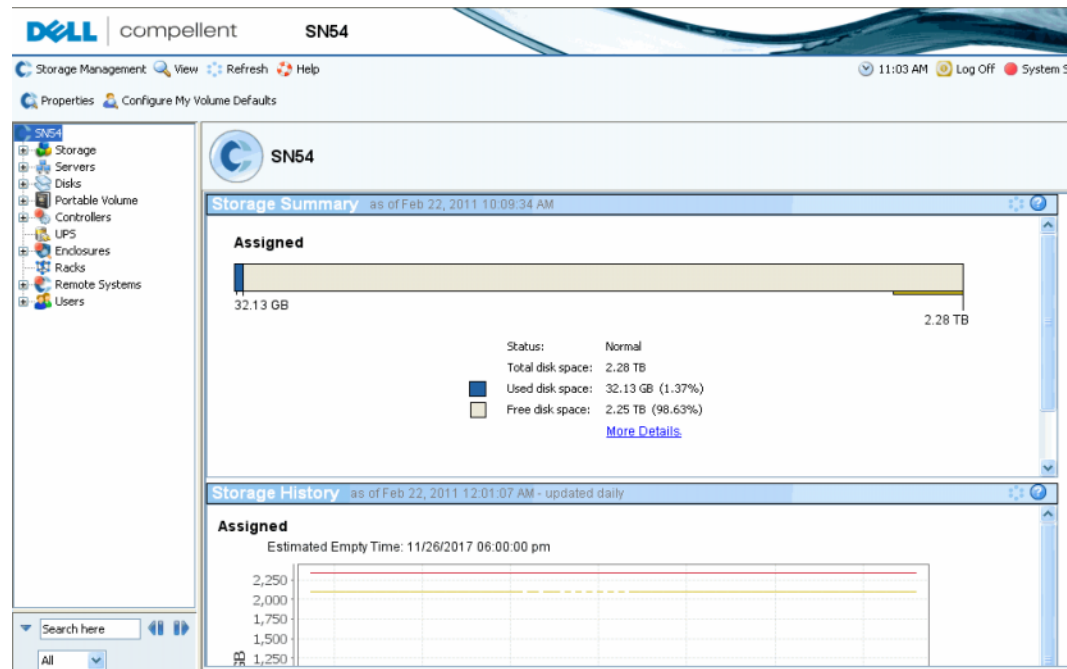 DELL compellent SN54
Storage Management View Refresh Help 11:03 AM Log Off System S
Properties Configure My Volume Defaults
SN54
Storage
Servers
Disks
Portable Volume
Controllers
UPS
Enclosures
Racks
Remote Systems
Users
Search here
All
SN54
Storage Summary as of Feb 22, 2011 10:09:34 AM
Assigned
32.13 GB
2.28 TB
Status: Normal
Total disk space: 2.28 TB
Used disk space: 32.13 GB (1.37%)
Free disk space: 2.25 TB (98.63%)
More Details.
Storage History as of Feb 22, 2011 12:01:07 AM - updated daily
Assigned
Estimated Empty Time: 11/26/2017 06:00:00 pm
2,250
2,000
1,750
1,500
1,250
GB